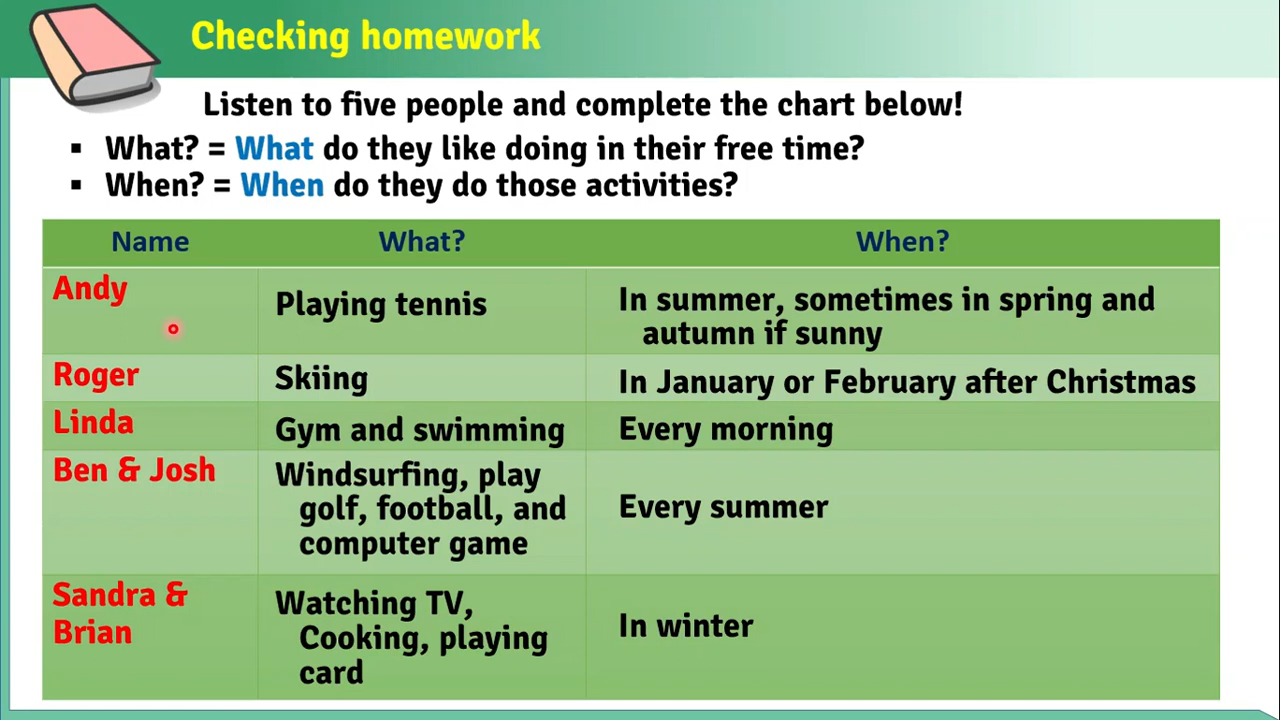 Checking homework
Listen to five people and complete the chart below!
▪ What? = What do they like doing in their free time?
▪ When? = When do they do those activities?
Name What? When?
Andy
Playing tennis
In summer, sometimes in spring and
autumn if sunny
Roger
Skiing
In January or February after Christmas
Linda
Gym and swimming
Every morning
Ben & Josh
Windsurfing, play
golf, football, and
computer game
Every summer
Sandra &
Brian
Watching TV,
Cooking, playing
card
In winter